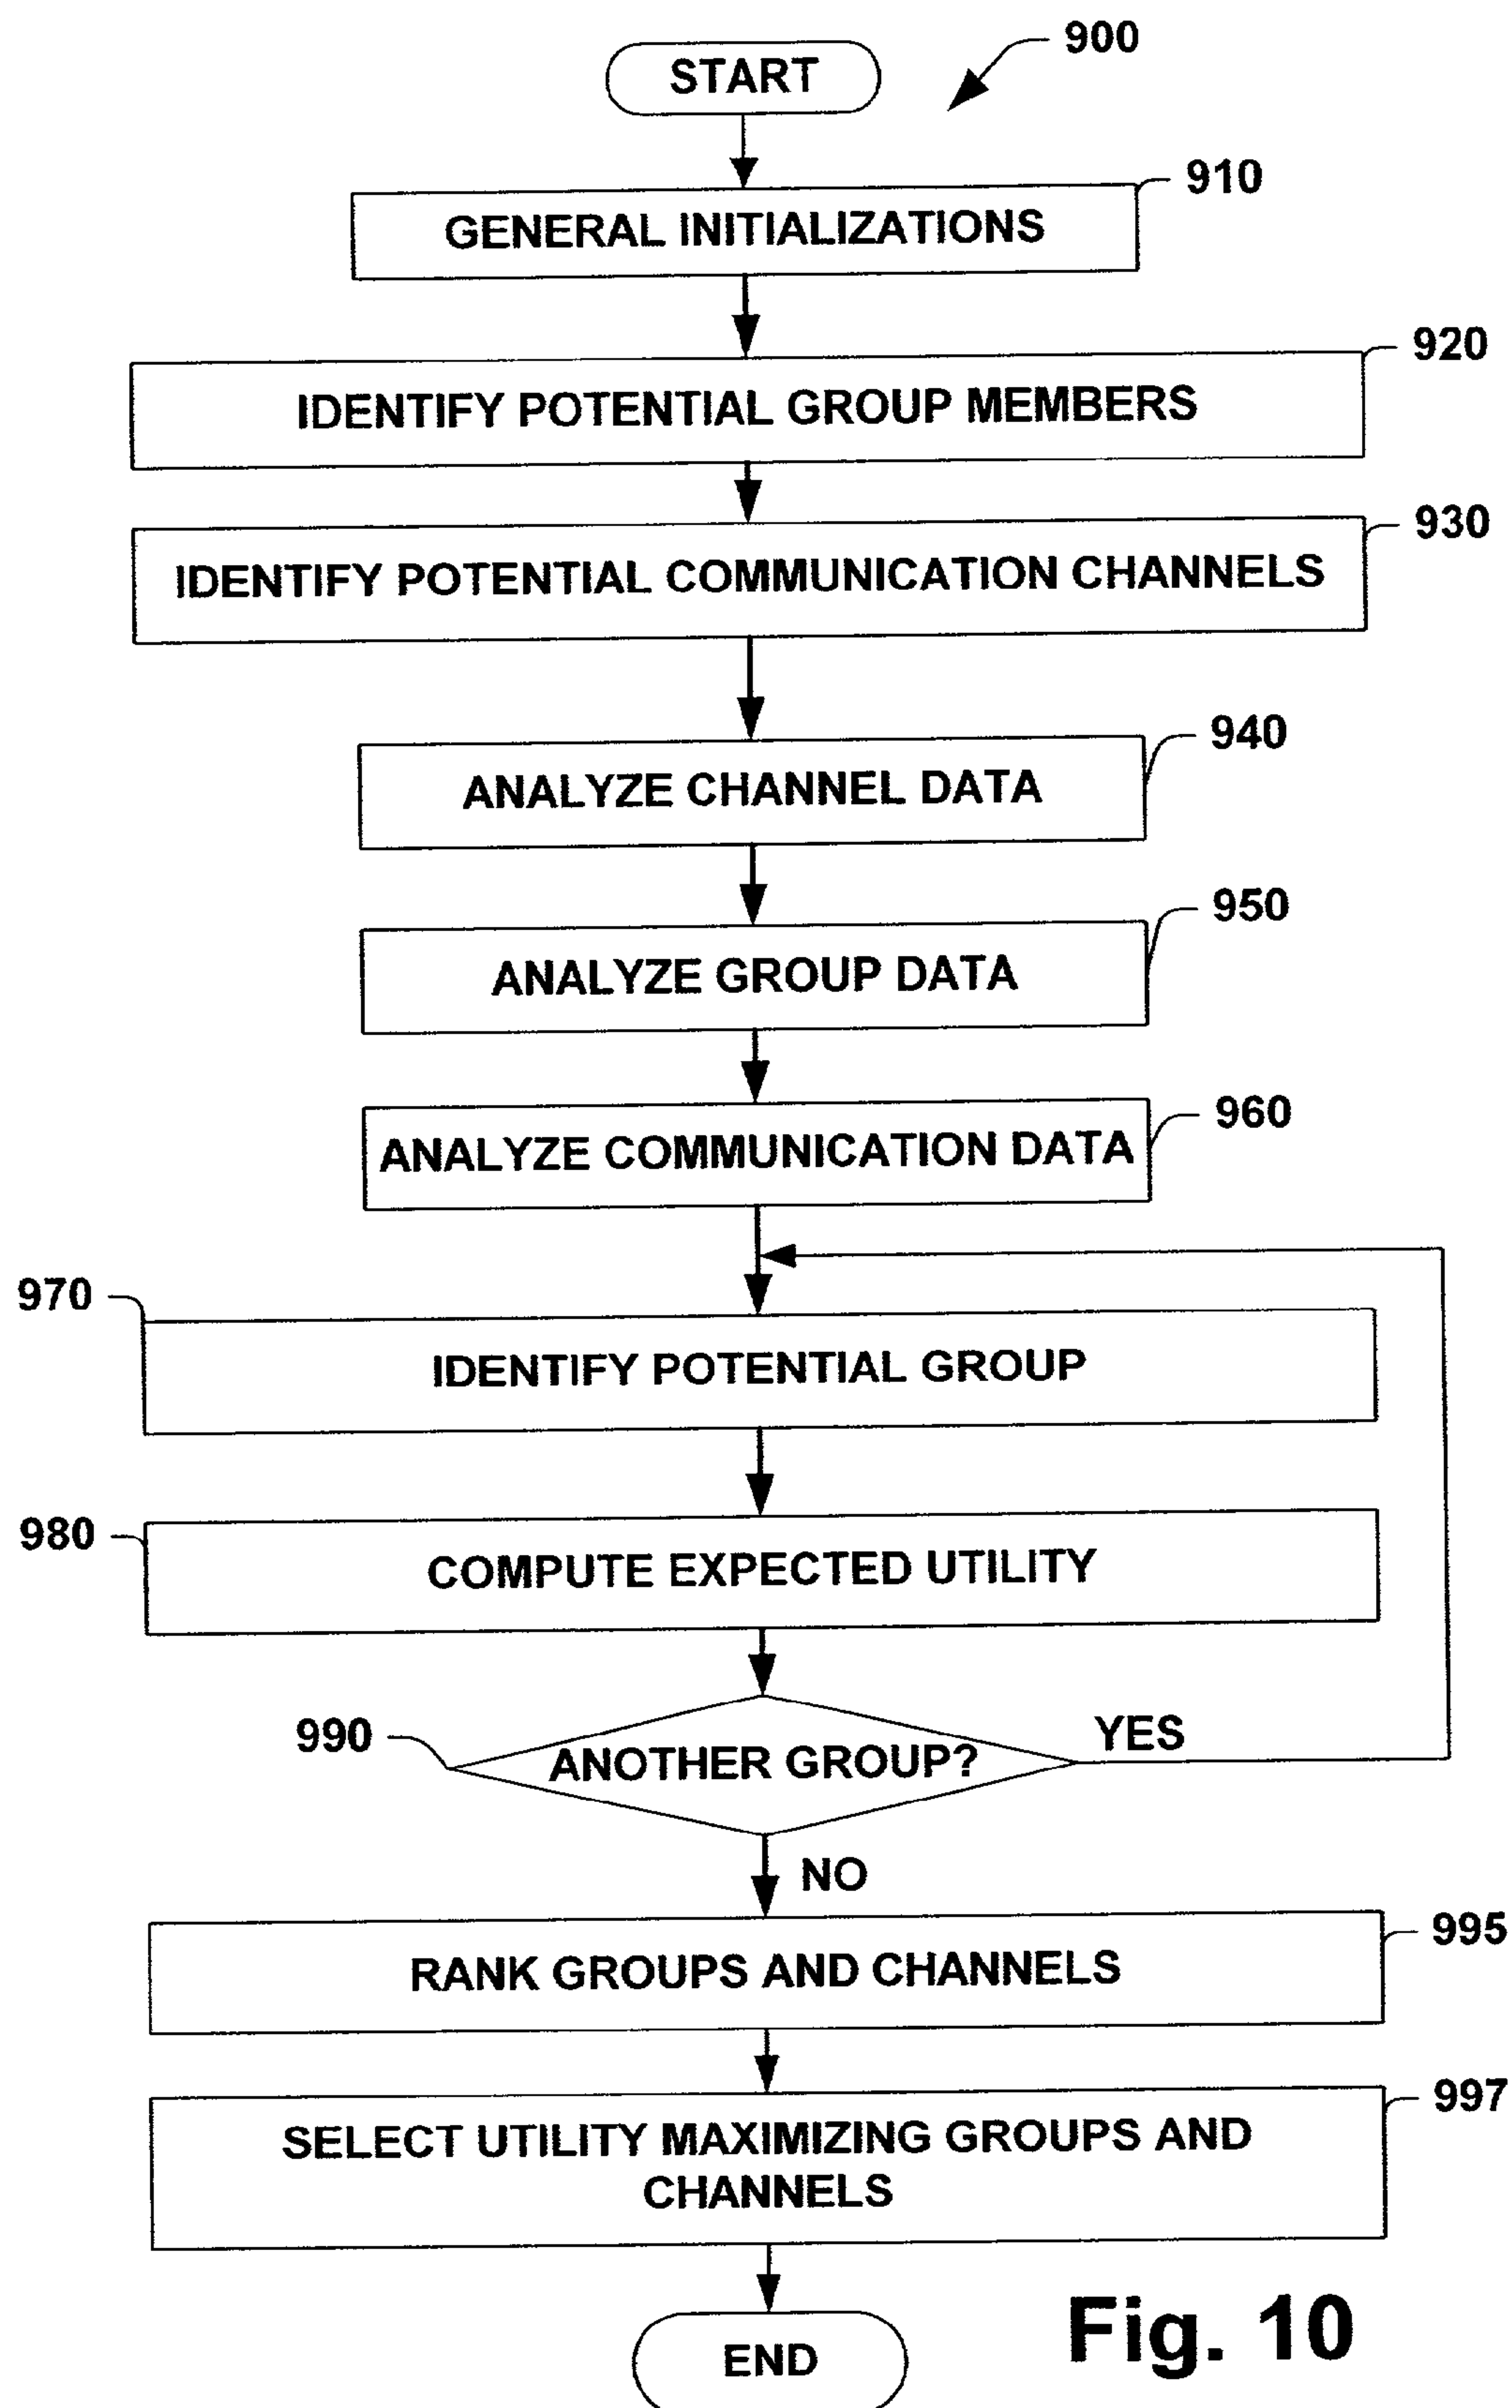 START
900
GENERAL INITIALIZATIONS
910
IDENTIFY POTENTIAL GROUP MEMBERS
920
IDENTIFY POTENTIAL COMMUNICATION CHANNELS
930
ANALYZE CHANNEL DATA
940
ANALYZE GROUP DATA
950
ANALYZE COMMUNICATION DATA
960
970
IDENTIFY POTENTIAL GROUP
980
COMPUTE EXPECTED UTILITY
990
ANOTHER GROUP?
YES
NO
RANK GROUPS AND CHANNELS
995
SELECT UTILITY MAXIMIZING GROUPS AND
CHANNELS
997
END
Fig. 10